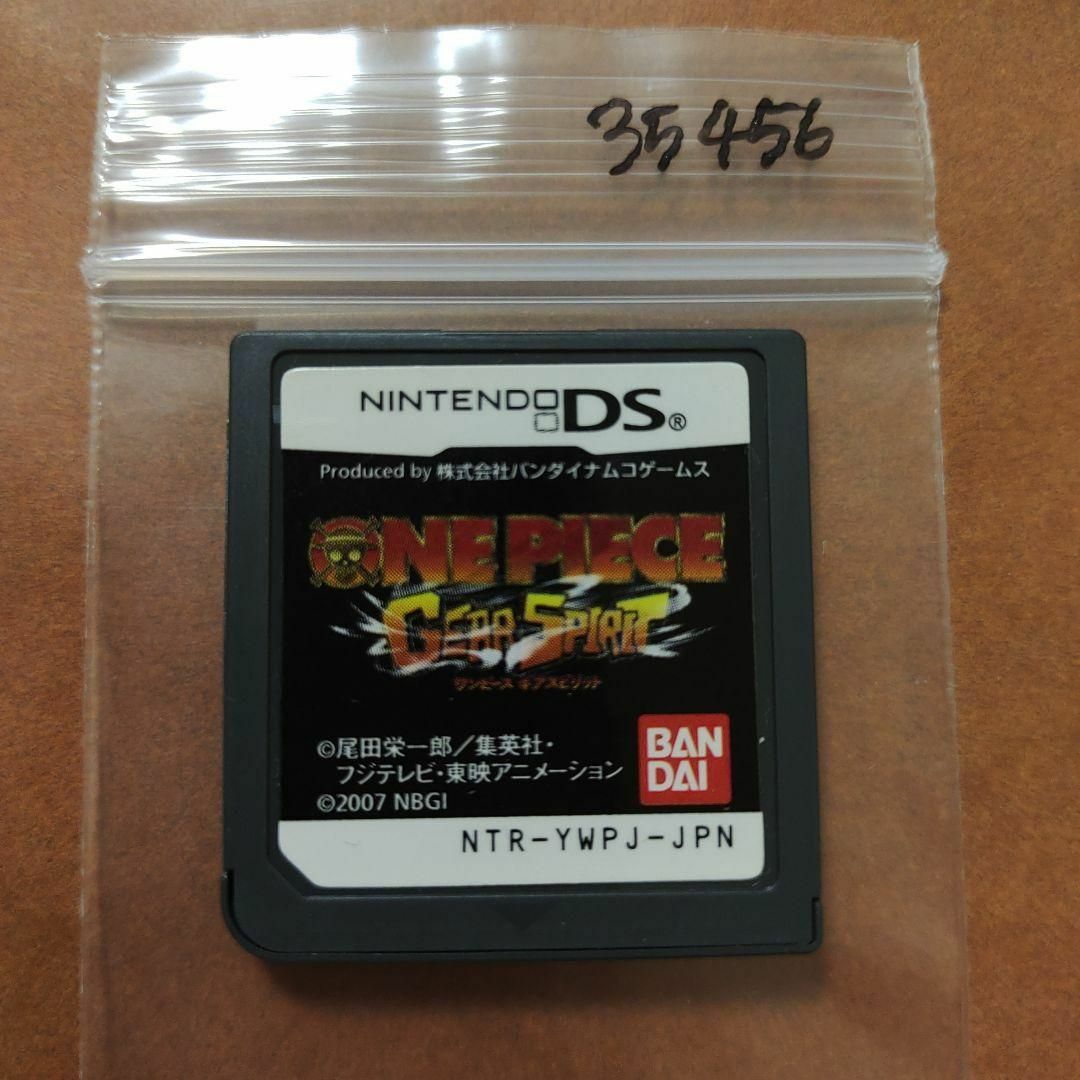 35456
NINTENDO DS®
Produced by 株式会社バンダイナムコゲームス
ONE PIECE
GEAR SPIRIT
ワンピース ギアスピリット
©尾田栄一郎／集英社・
フジテレビ・東映アニメーション
©2007 NBGI
BAN
DAI
NTR-YWPJ-JPN